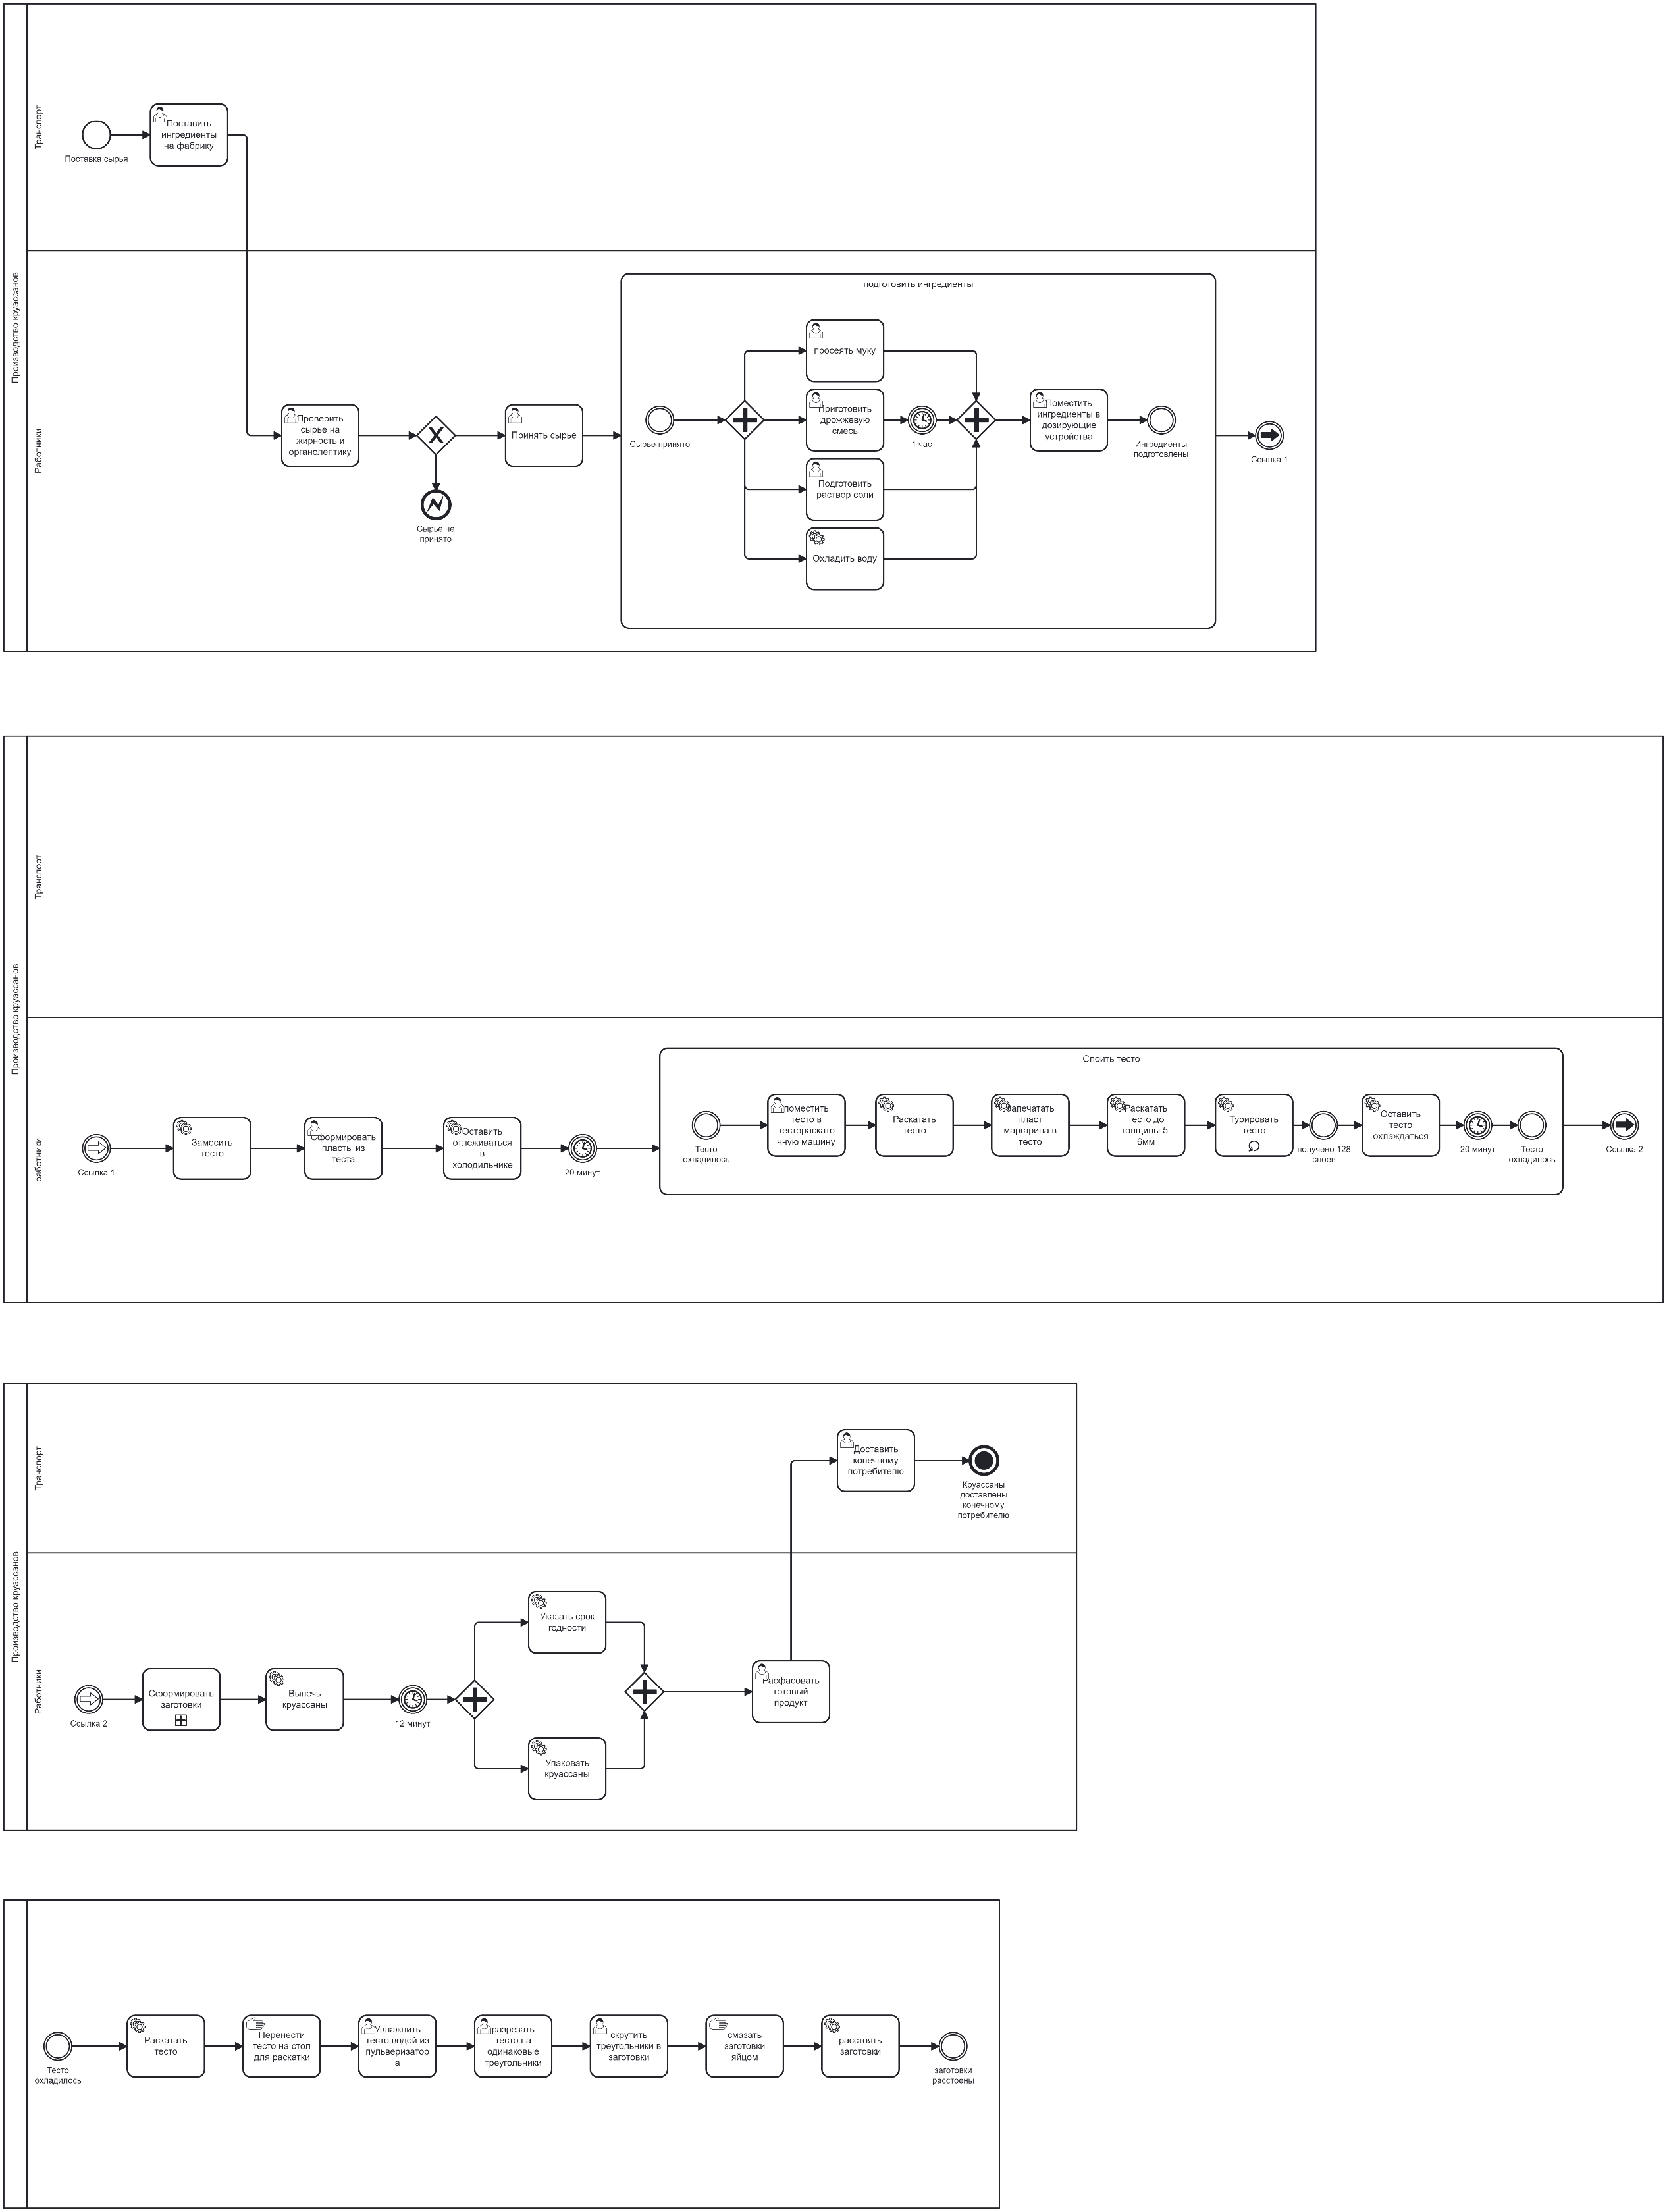 Производство круассанов
Транспорт
Поставка сырья
Поставить
ингредиенты
на фабрику
Работники
Проверить
сырье на
жирность и
органолептику
Сырье не
принято
Принять сырье
подготовить ингредиенты
Сырье принято
просеять муку
Приготовить
дрожжевую
смесь
1 час
Подготовить
раствор соли
Охладить воду
Поместить
ингредиенты в
дозирующие
устройства
Ингредиенты
подготовлены
Ссылка 1
Производство круассанов
Транспорт
работники
Ссылка 1
Замесить
тесто
Сформировать
пласты из
теста
Оставить
отлеживаться
в
холодильнике
20 минут
Слоить тесто
Тесто
охладилось
поместить
тесто в
тестораскато
чную машину
Раскатать
тесто
Запечатать
пласт
маргарина в
тесто
Раскатать
тесто до
толщины 5-
6мм
Турировать
тесто
получено 128
слоев
Оставить
тесто
охлаждаться
20 минут
Тесто
охладилось
Ссылка 2
Производство круассанов
Транспорт
Доставить
конечному
потребителю
Круассаны
доставлены
конечному
потребителю
Работники
Ссылка 2
Сформировать
заготовки
Выпечь
круассаны
12 минут
Указать срок
годности
Упаковать
круассаны
Расфасовать
готовый
продукт
Тесто
охладилось
Раскатать
тесто
Перенести
тесто на стол
для раскатки
Увлажнить
тесто водой из
пульверизатор
а
разрезать
тесто на
одинаковые
треугольники
скрутить
треугольники в
заготовки
смазать
заготовки
яйцом
расстоять
заготовки
заготовки
расстоены